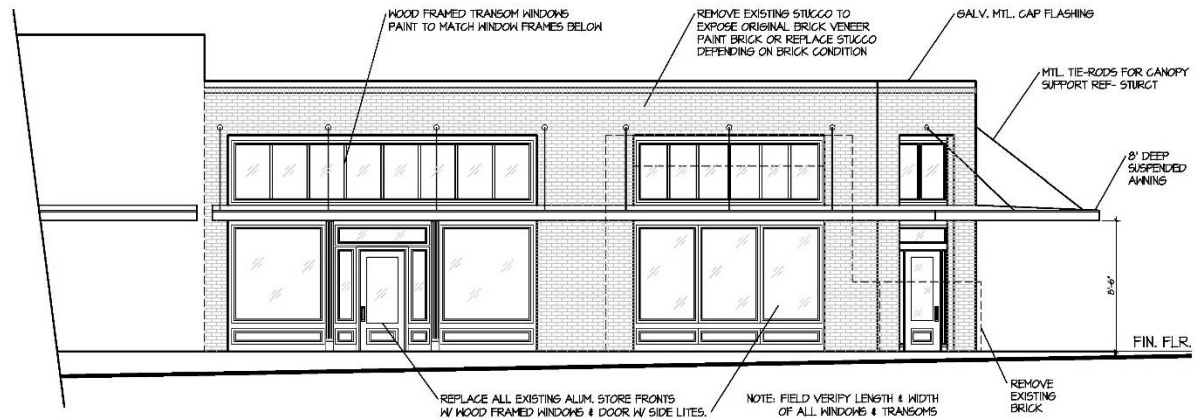 WOOD FRAMED TRANSOM WINDOWS
PAINT TO MATCH WINDOW FRAMES BELOW
REMOVE EXISTING STUCCO TO
EXPOSE ORIGINAL BRICK VENEER
PAINT BRICK OR REPLACE STUCCO
DEPENDING ON BRICK CONDITION
GALV. MTL. CAP FLASHING
MTL. TIE-RODS FOR CANOPY
SUPPORT REF- STURCT
8' DEEP
SUSPENDED
AWNING
8'-6"
FIN. FLR.
REPLACE ALL EXISTING ALUM. STORE FRONTS
W/ WOOD FRAMED WINDOWS & DOOR W/ SIDE LITES.
NOTE: FIELD VERIFY LENGTH & WIDTH
OF ALL WINDOWS & TRANSOMS
REMOVE
EXISTING
BRICK